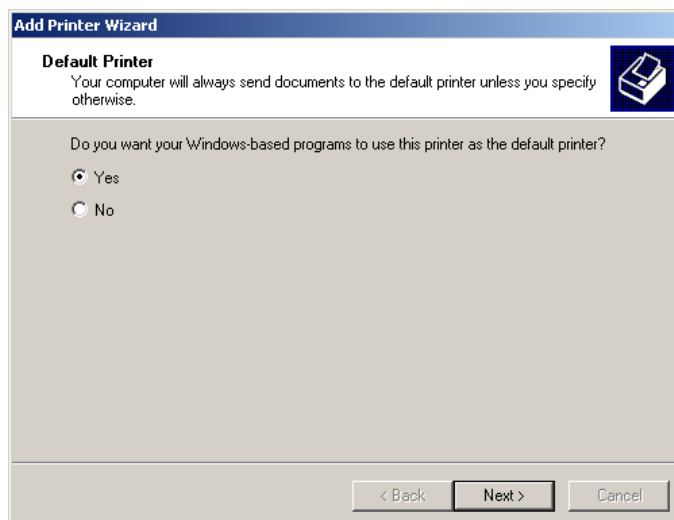 Add Printer Wizard
Default Printer
Your computer will always send documents to the default printer unless you specify
otherwise.
Do you want your Windows-based programs to use this printer as the default printer?
Yes
No
< Back
Next >
Cancel